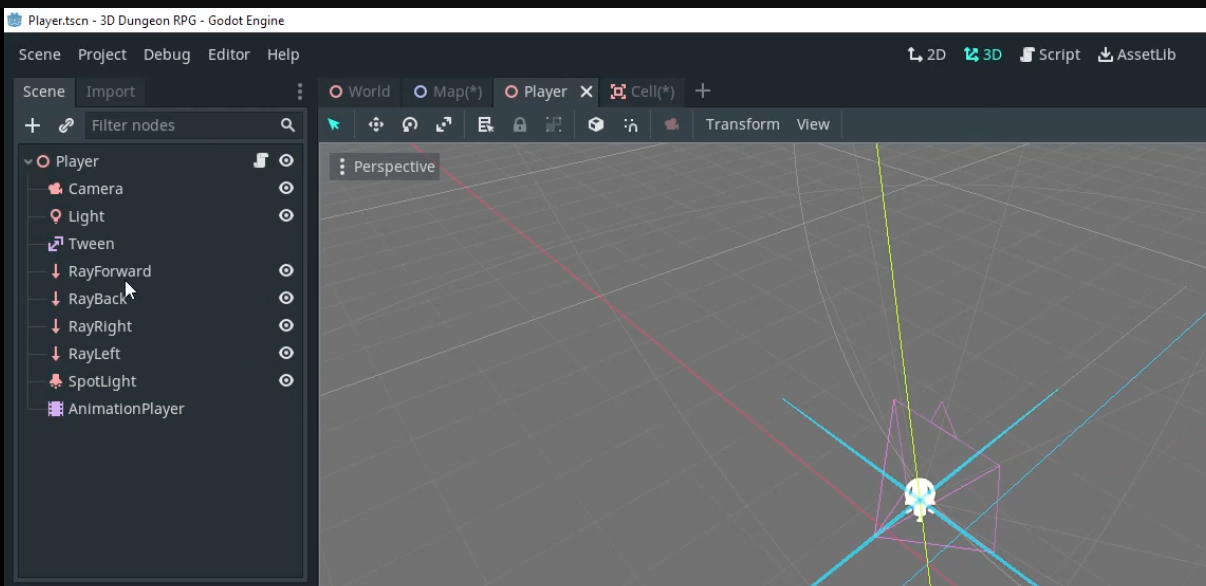 Player.tscn - 3D Dungeon RPG - Godot Engine
Scene Project Debug Editor Help 2D 3D Script AssetLib
Scene Import World Map(*) Player Cell(*)
Filter nodes Transform View
Player
Perspective
Camera
Light
Tween
RayForward
RayBack
RayRight
RayLeft
SpotLight
AnimationPlayer